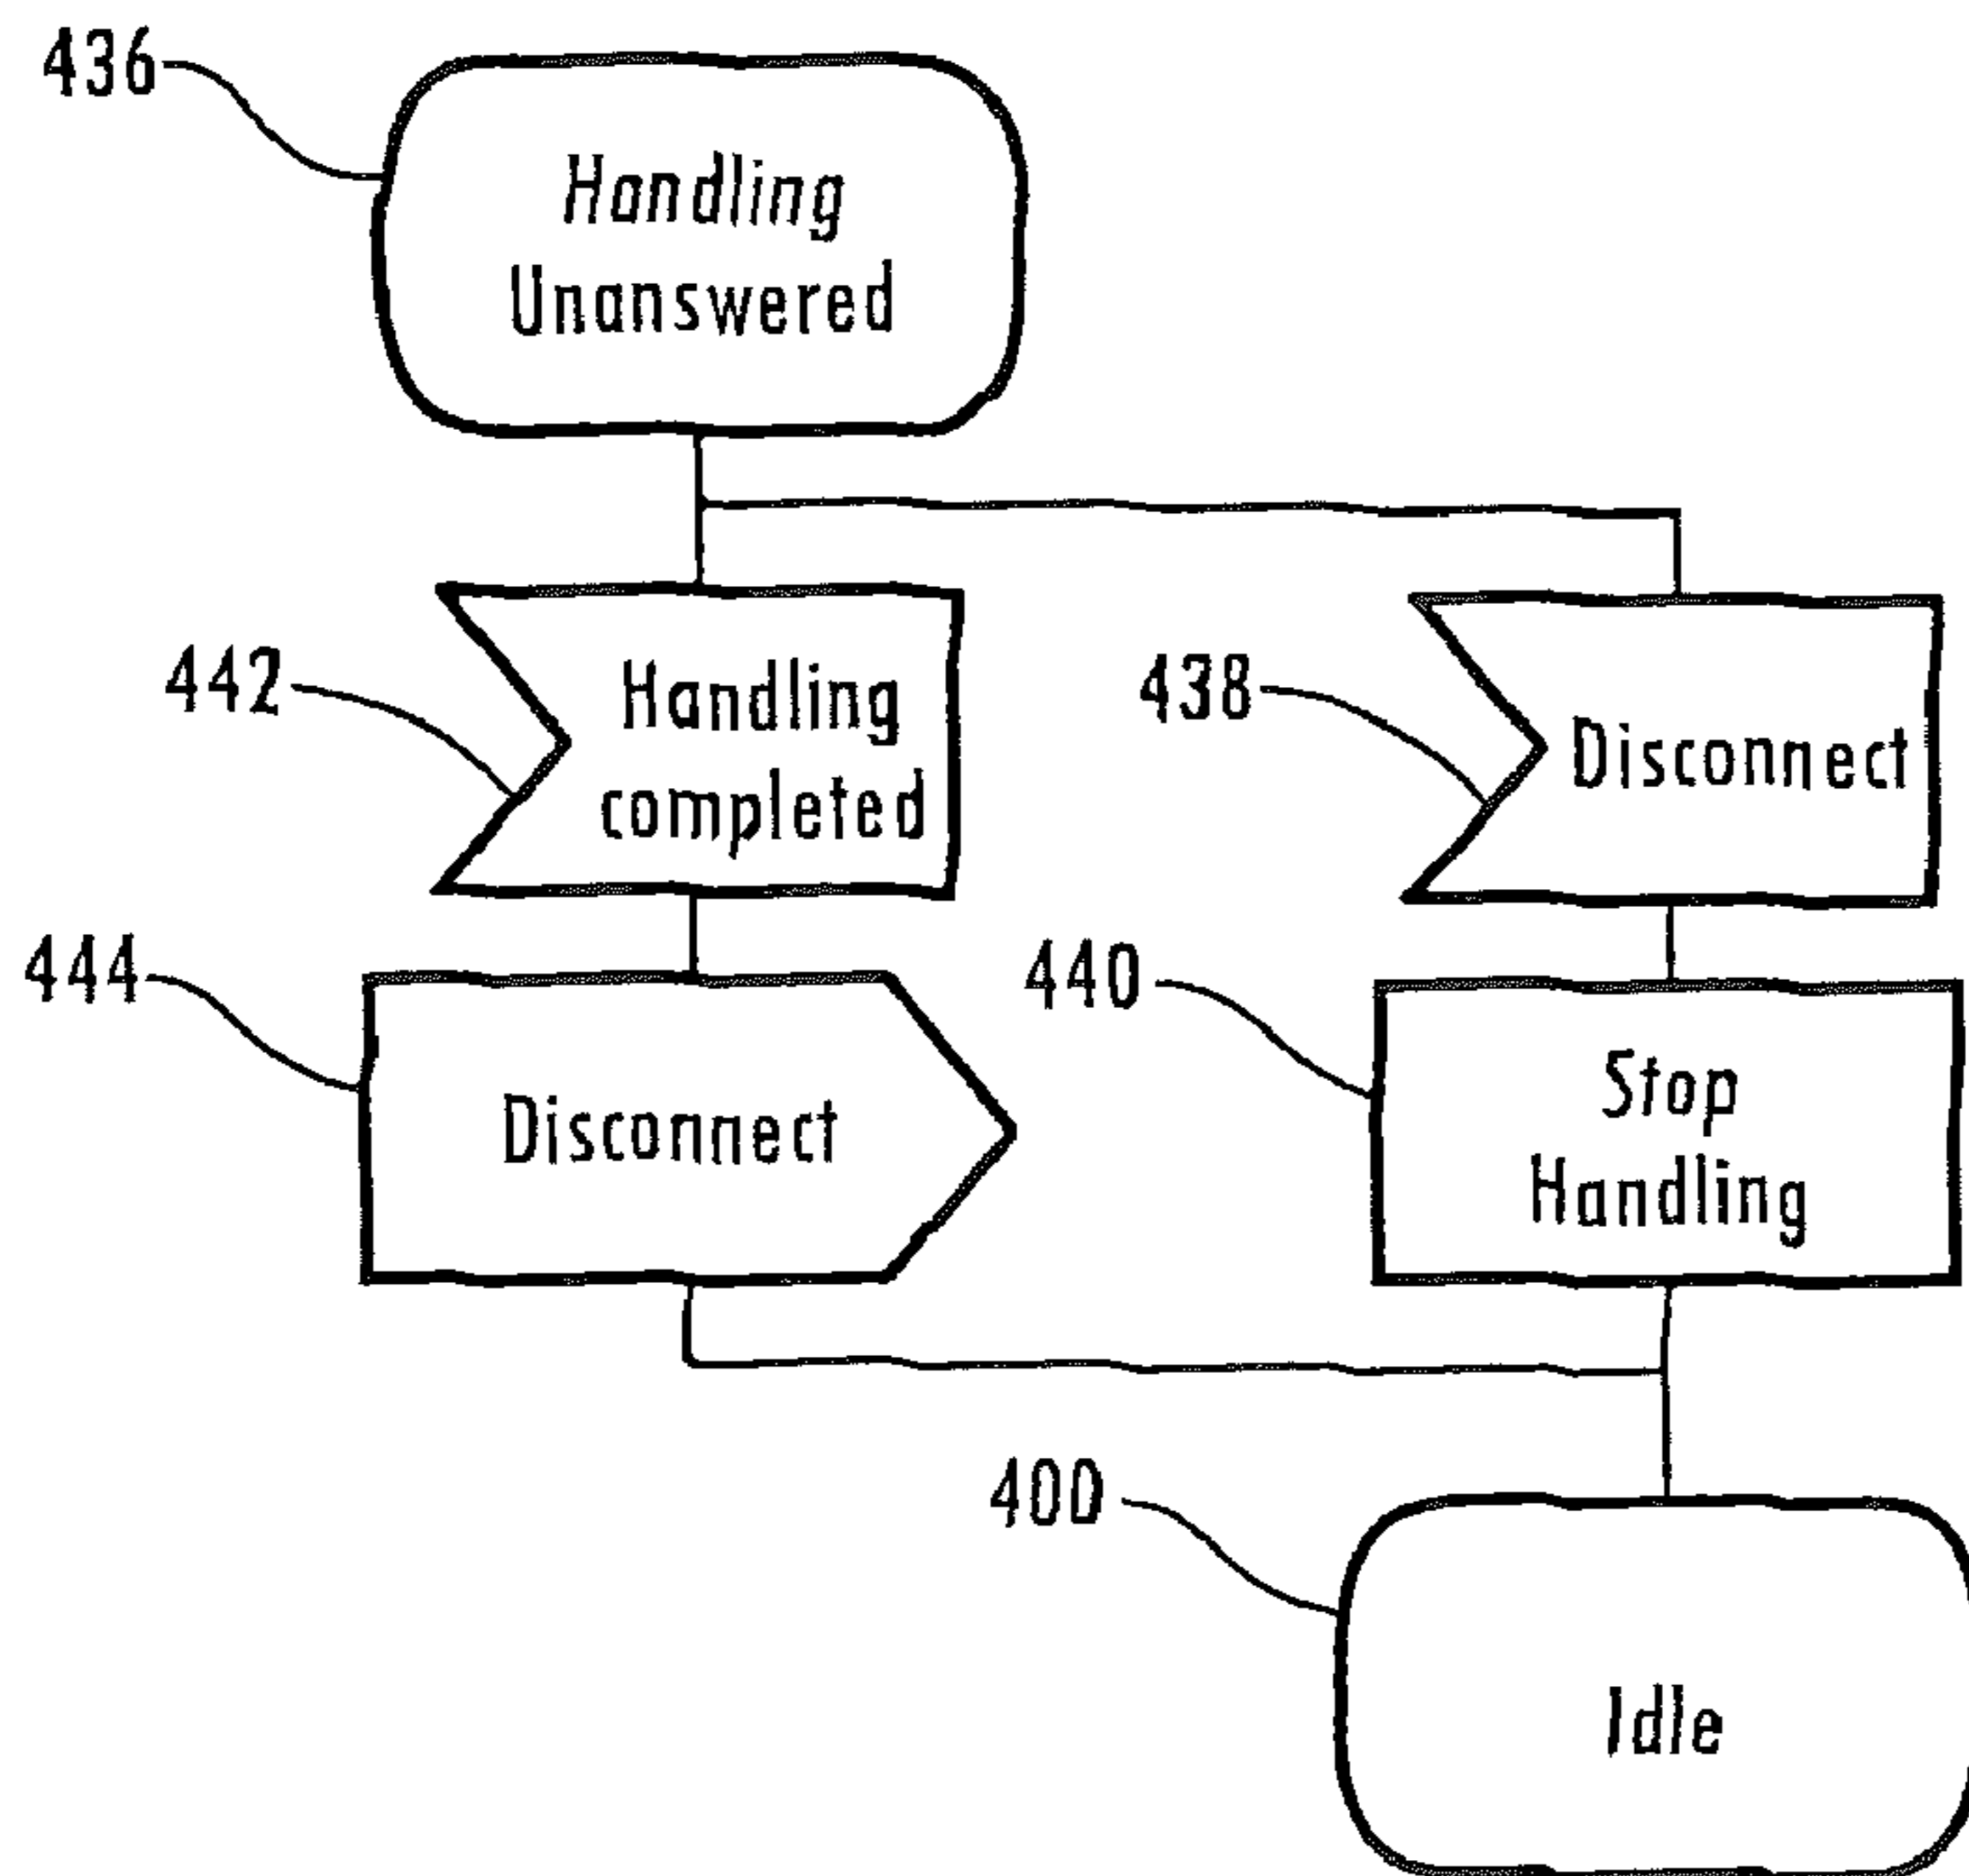 436
Handling
Unanswered
442
Handling
completed
438
Disconnect
444
Disconnect
440
Stop
Handling
400
Idle